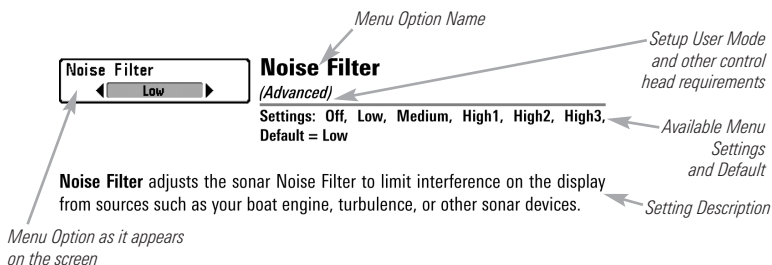 Menu Option Name
Setup User Mode
and other control
head requirements
Noise Filter
Low
Noise Filter
(Advanced)
Settings: Off, Low, Medium, High1, High2, High3,
Default = Low
Available Menu
Settings
and Default
Noise Filter adjusts the sonar Noise Filter to limit interference on the display
from sources such as your boat engine, turbulence, or other sonar devices.
Setting Description
Menu Option as it appears
on the screen